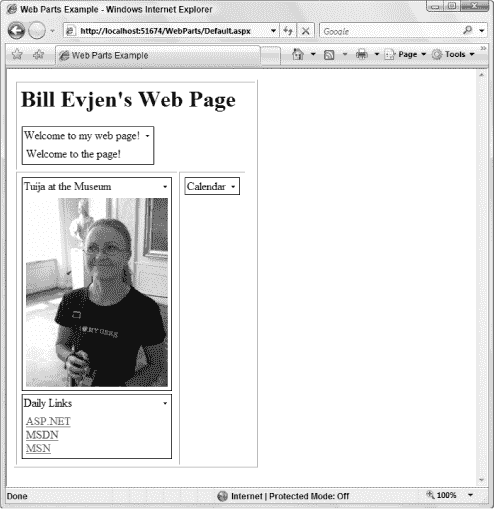 Web Parts Example - Windows Internet Explorer
http://localhost:51674/WebParts/Default.aspx
Google
Web Parts Example
Page
Tools
Bill Evjen's Web Page
Welcome to my web page!
Welcome to the page!
Tuija at the Museum
Calendar
I MY GEEK
Daily Links
ASP.NET
MSDN
MSN
Done
Internet | Protected Mode: Off
100%